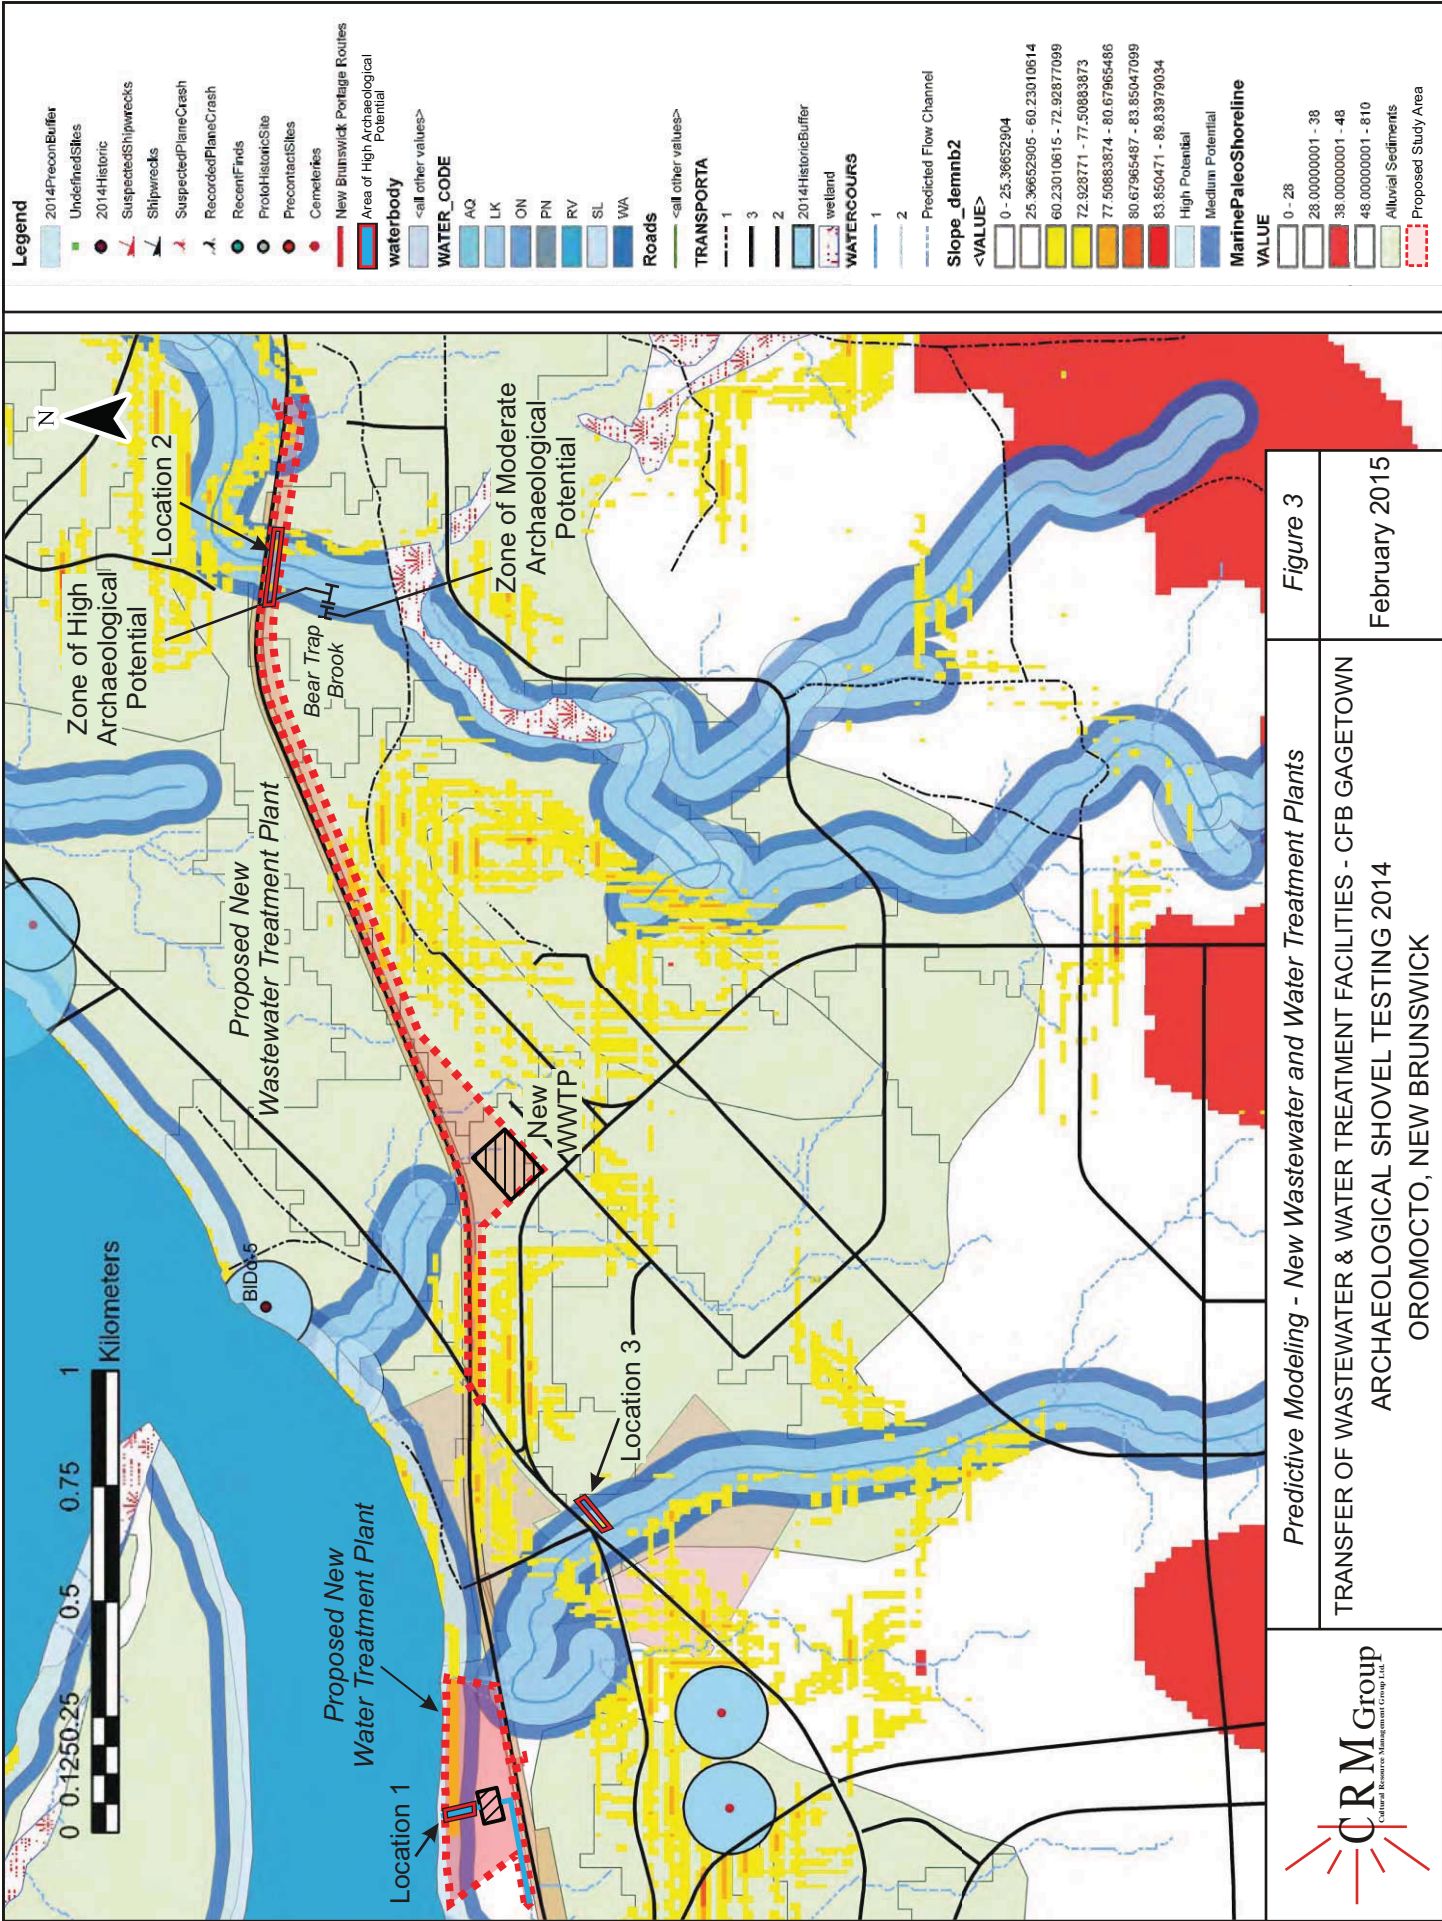 0 0.1250.25 0.5 0.75 1
Kilometers
N
BlDo-5
Location 1
Proposed New
Water Treatment Plant
Location 3
New
WWTP
Proposed New
Wastewater Treatment Plant
Bear Trap
Brook
Zone of High
Archaeological
Potential
Location 2
Zone of Moderate
Archaeological
Potential
Legend
2014PreconBuffer
UndefinedSites
2014Historic
SuspectedShipwrecks
Shipwrecks
SuspectedPlaneCrash
RecordedPlaneCrash
RecentFinds
ProtoHistoricSite
PrecontactSites
Cemeteries
New Brunswick Portage Routes
Area of High Archaeological
Potential
waterbody
<all other values>
WATER_CODE
AQ
LK
ON
PN
RV
SL
WA
Roads
<all other values>
TRANSPORTA
1
3
2
2014HistoricBuffer
wetland
WATERCOURS
1
2
Predicted Flow Channel
Slope_demnb2
<VALUE>
0 - 25.36652904
25.36652905 - 60.23010614
60.23010615 - 72.92877099
72.928771 - 77.50883873
77.50883874 - 80.67965486
80.67965487 - 83.85047099
83.850471 - 89.83979034
High Potential
Medium Potential
MarinePaleoShoreline
VALUE
0 - 28
28.00000001 - 38
38.00000001 - 48
48.00000001 - 810
Alluvial Sediments
Proposed Study Area
CRM Group
Cultural Resource Management Group Ltd.
Predictive Modeling - New Wastewater and Water Treatment Plants
Figure 3
TRANSFER OF WASTEWATER & WATER TREATMENT FACILITIES - CFB GAGETOWN
ARCHAEOLOGICAL SHOVEL TESTING 2014
OROMOCTO, NEW BRUNSWICK
February 2015